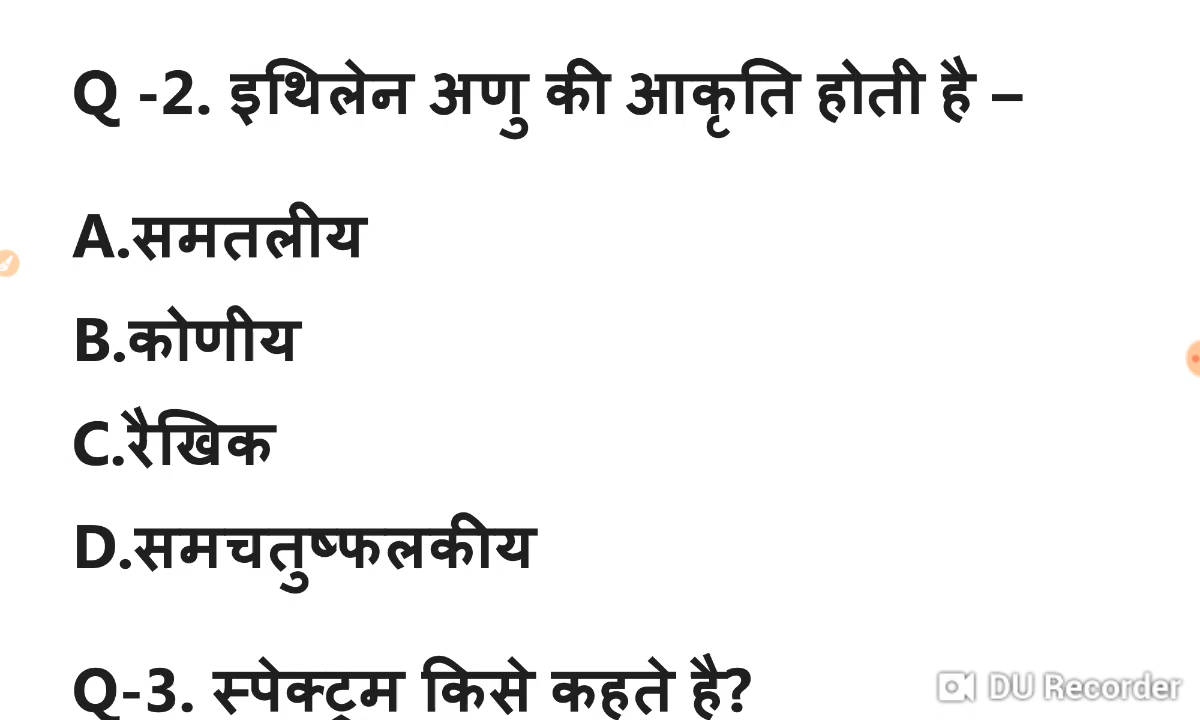 Q -2. इथिलेन अणु की आकृति होती है –
A.समतलीय
B.कोणीय
C.रैखिक
D.समचतुष्फलकीय
Q-3. स्पेक्ट्रम किसे कहते है?
DU Recorder